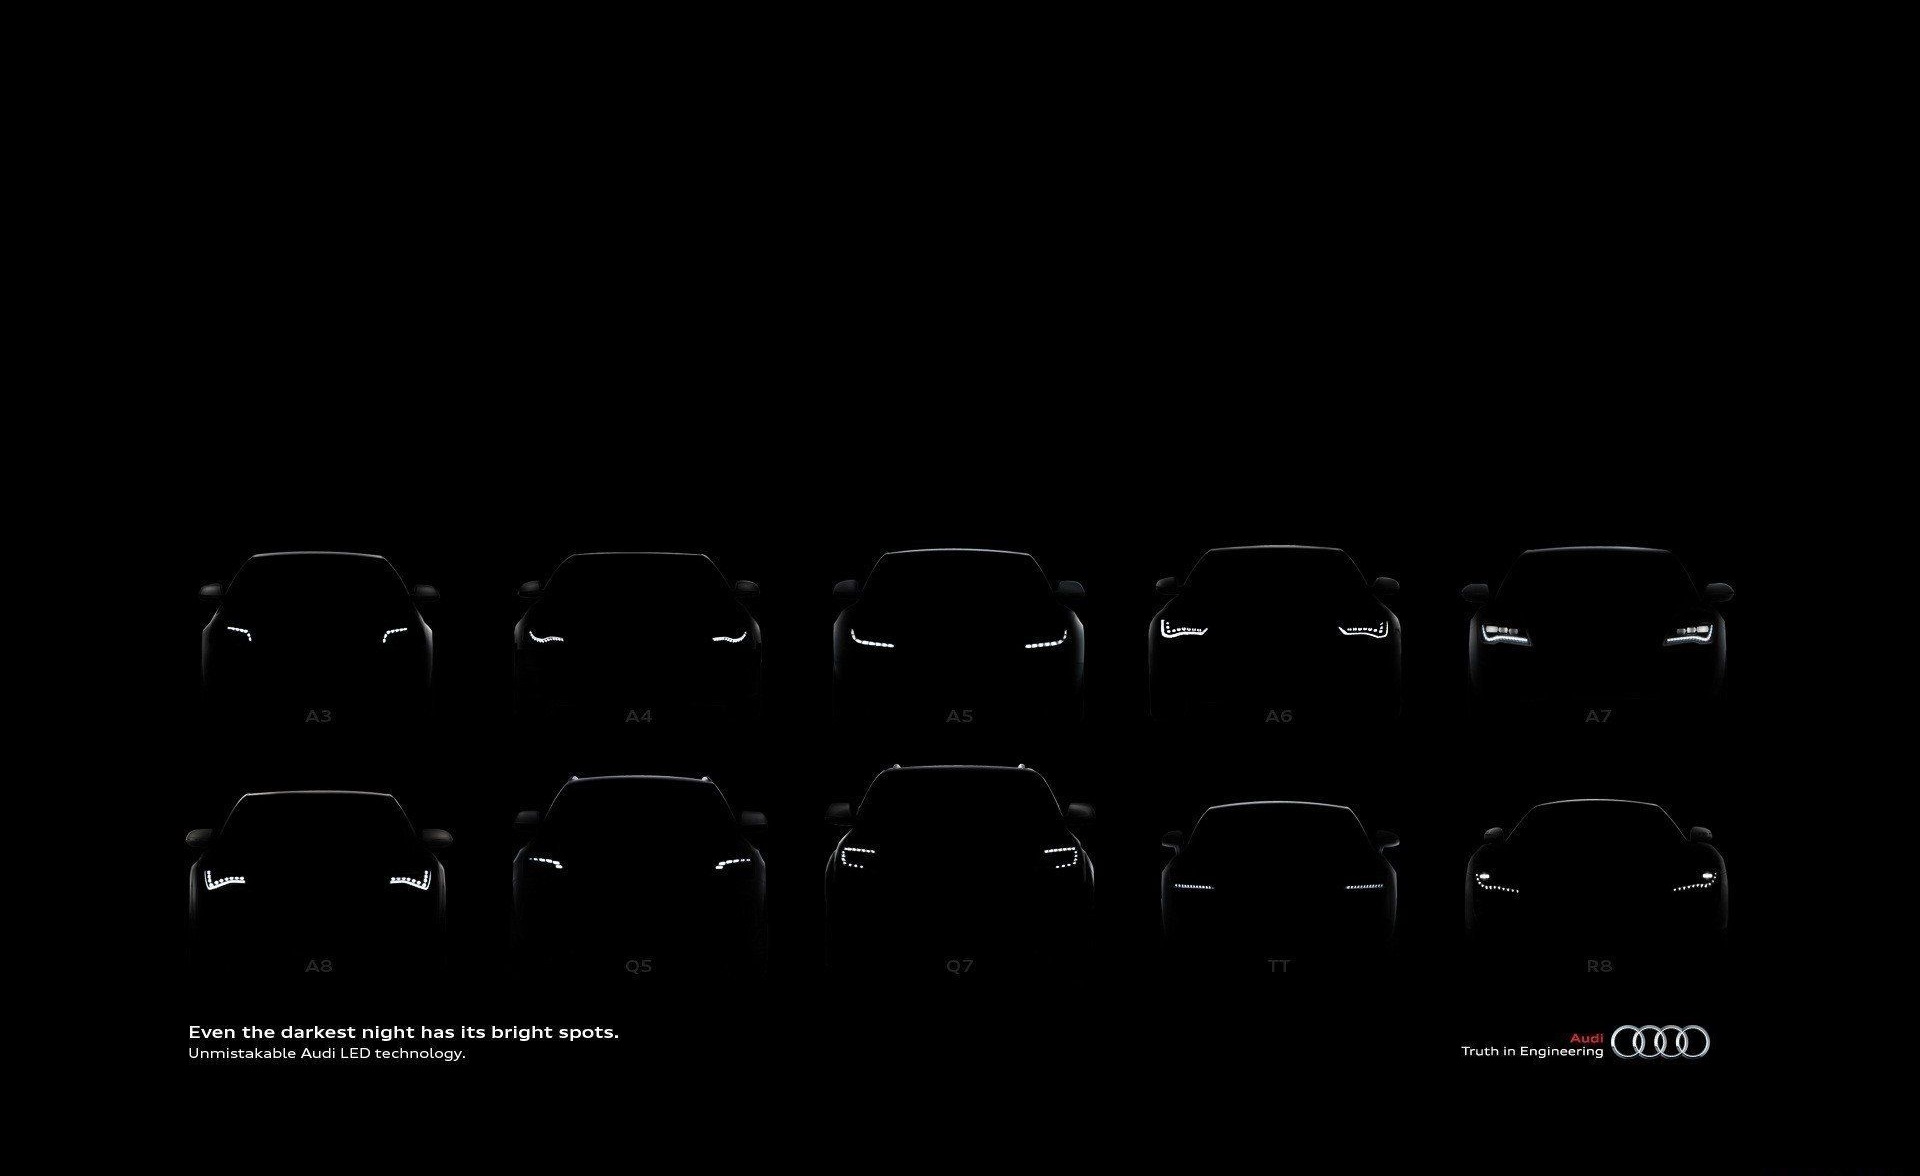 A3
A4
A5
A6
A7
A8
Q5
Q7
TT
R8
Even the darkest night has its bright spots.
Unmistakable Audi LED technology.
Audi
Truth in Engineering